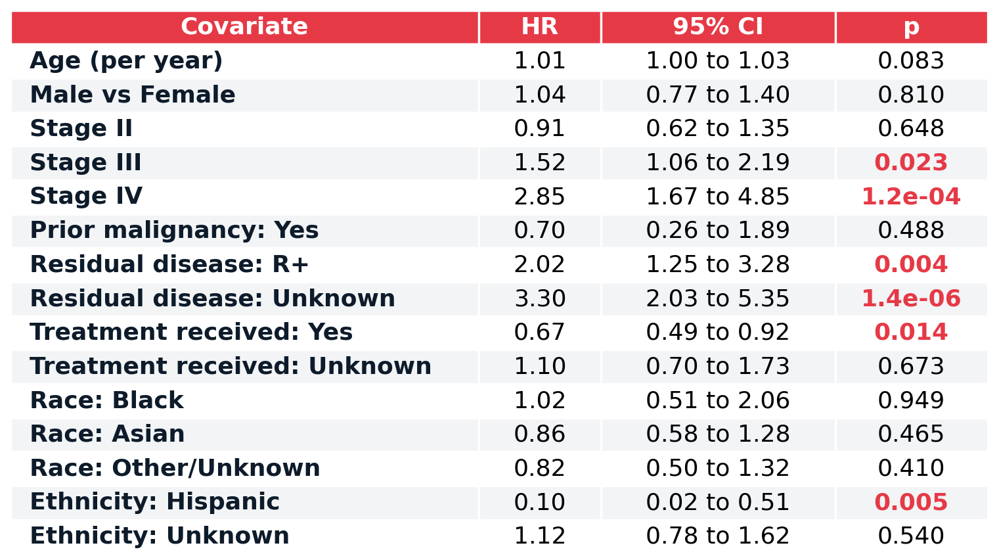 Covariate HR 95% CI p
Age (per year) 1.01 1.00 to 1.03 0.083
Male vs Female 1.04 0.77 to 1.40 0.810
Stage II 0.91 0.62 to 1.35 0.648
Stage III 1.52 1.06 to 2.19 0.023
Stage IV 2.85 1.67 to 4.85 1.2e-04
Prior malignancy: Yes 0.70 0.26 to 1.89 0.488
Residual disease: R+ 2.02 1.25 to 3.28 0.004
Residual disease: Unknown 3.30 2.03 to 5.35 1.4e-06
Treatment received: Yes 0.67 0.49 to 0.92 0.014
Treatment received: Unknown 1.10 0.70 to 1.73 0.673
Race: Black 1.02 0.51 to 2.06 0.949
Race: Asian 0.86 0.58 to 1.28 0.465
Race: Other/Unknown 0.82 0.50 to 1.32 0.410
Ethnicity: Hispanic 0.10 0.02 to 0.51 0.005
Ethnicity: Unknown 1.12 0.78 to 1.62 0.540